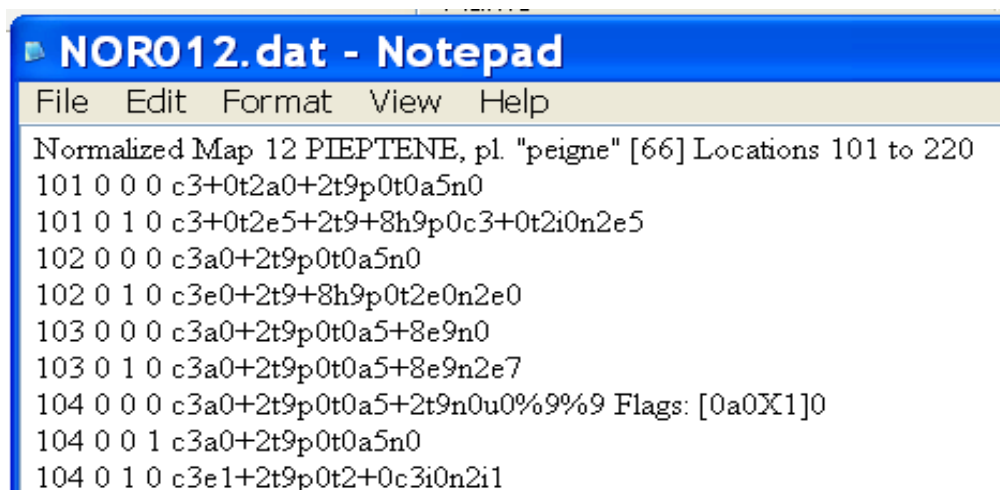 NOR012.dat - Notepad
File Edit Format View Help
Normalized Map 12 PIEPTENE, pl. "peigne" [66] Locations 101 to 220
101 0 0 0 c3+0t2a0+2t9p0t0a5n0
101 0 1 0 c3+0t2e5+2t9+8h9p0c3+0t2i0n2e5
102 0 0 0 c3a0+2t9p0t0a5n0
102 0 1 0 c3e0+2t9+8h9p0t2e0n2e0
103 0 0 0 c3a0+2t9p0t0a5+8e9n0
103 0 1 0 c3a0+2t9p0t0a5+8e9n2e7
104 0 0 0 c3a0+2t9p0t0a5+2t9n0u0%9%9 Flags: [0a0X1]0
104 0 0 1 c3a0+2t9p0t0a5n0
104 0 1 0 c3e1+2t9p0t2+0c3i0n2i1